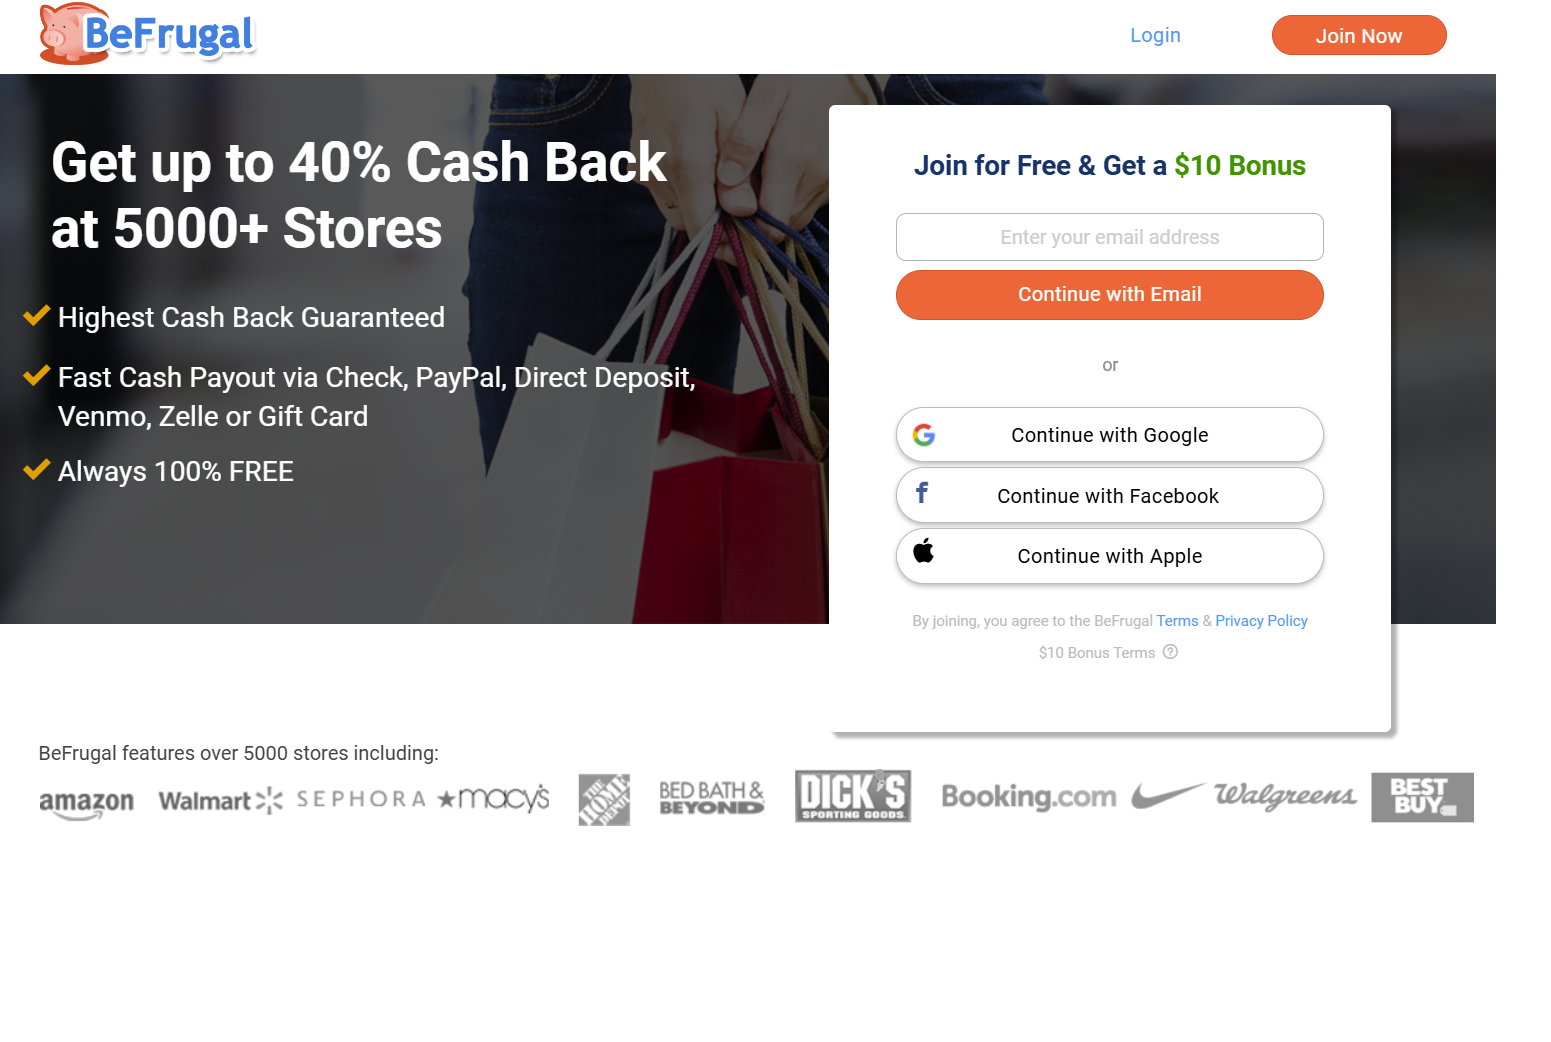 BeFrugal
Login
Join Now
Get up to 40% Cash Back
at 5000+ Stores
Highest Cash Back Guaranteed
Fast Cash Payout via Check, PayPal, Direct Deposit,
Venmo, Zelle or Gift Card
Always 100% FREE
Join for Free & Get a $10 Bonus
Enter your email address
Continue with Email
or
Continue with Google
Continue with Facebook
Continue with Apple
By joining, you agree to the BeFrugal Terms & Privacy Policy
$10 Bonus Terms ?
BeFrugal features over 5000 stores including:
amazon Walmart SEPHORA ★macy's THE HOME DEPOT BED BATH & BEYOND DICK'S SPORTING GOODS Booking.com Walgreens BEST BUY